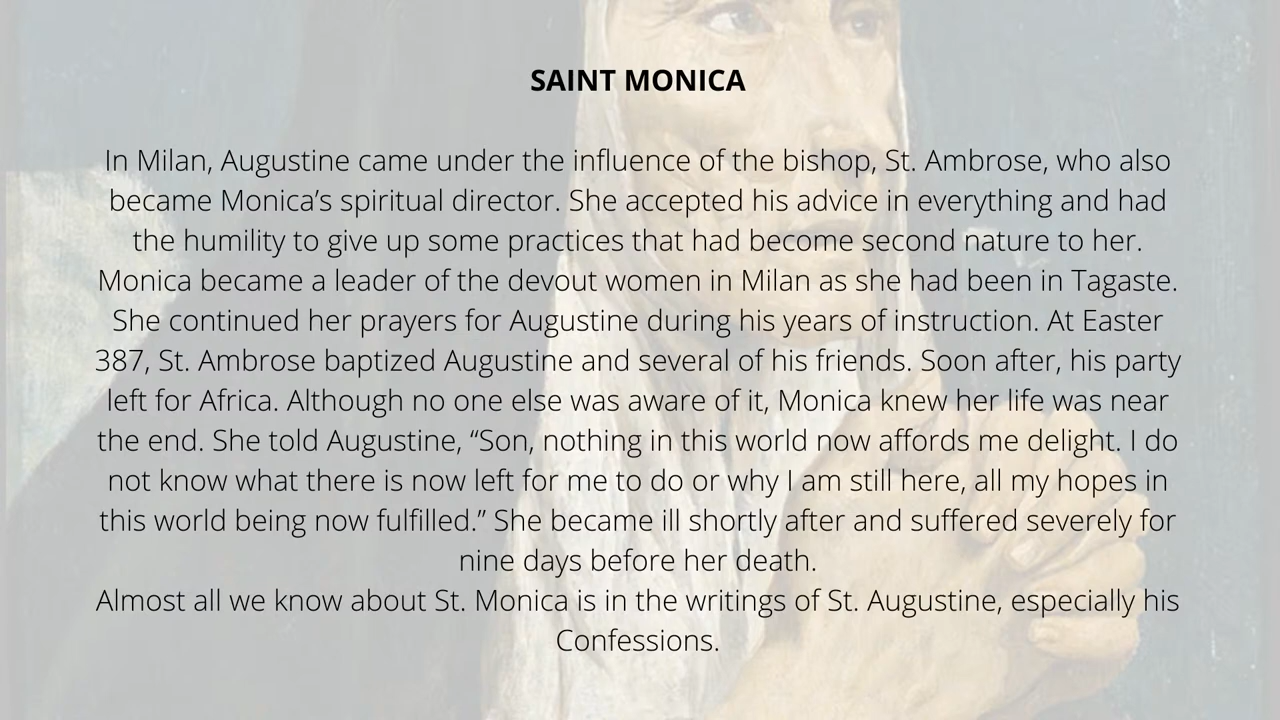 SAINT MONICA
In Milan, Augustine came under the influence of the bishop, St. Ambrose, who also
became Monica’s spiritual director. She accepted his advice in everything and had
the humility to give up some practices that had become second nature to her.
Monica became a leader of the devout women in Milan as she had been in Tagaste.
She continued her prayers for Augustine during his years of instruction. At Easter
387, St. Ambrose baptized Augustine and several of his friends. Soon after, his party
left for Africa. Although no one else was aware of it, Monica knew her life was near
the end. She told Augustine, “Son, nothing in this world now affords me delight. I do
not know what there is now left for me to do or why I am still here, all my hopes in
this world being now fulfilled.” She became ill shortly after and suffered severely for
nine days before her death.
Almost all we know about St. Monica is in the writings of St. Augustine, especially his
Confessions.